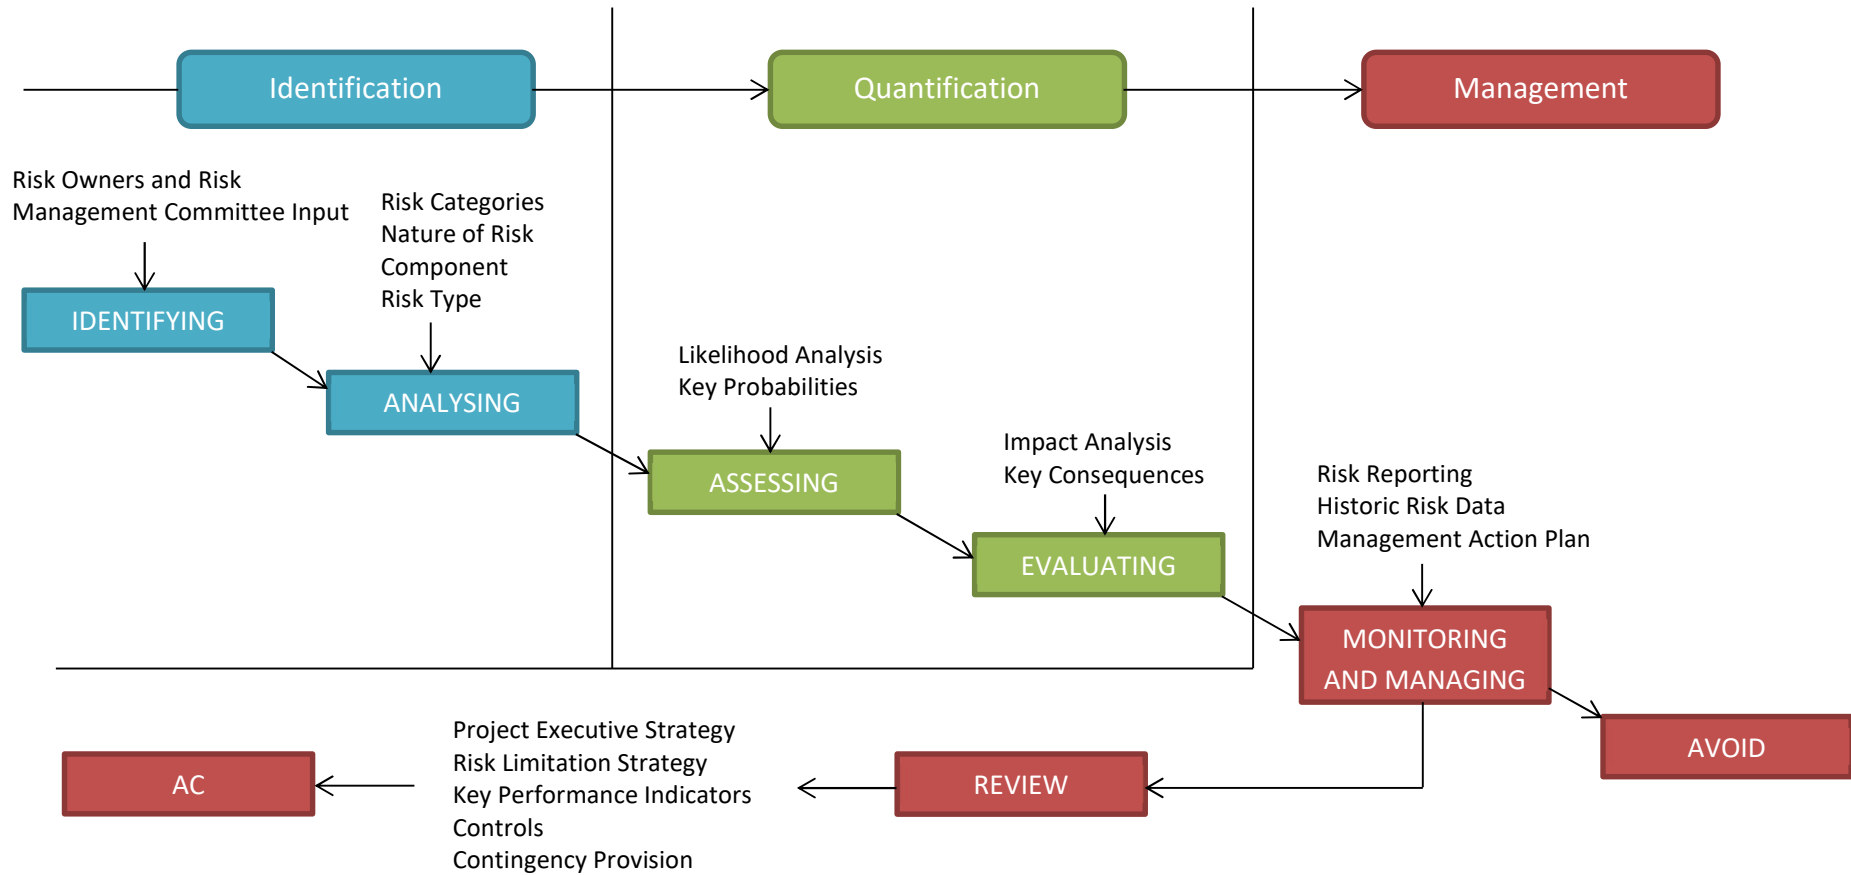 Identification
Quantification
Management
Risk Owners and Risk
Management Committee Input
IDENTIFYING
Risk Categories
Nature of Risk
Component
Risk Type
ANALYSING
Likelihood Analysis
Key Probabilities
ASSESSING
Impact Analysis
Key Consequences
EVALUATING
Risk Reporting
Historic Risk Data
Management Action Plan
MONITORING
AND MANAGING
AVOID
REVIEW
Project Executive Strategy
Risk Limitation Strategy
Key Performance Indicators
Controls
Contingency Provision
AC